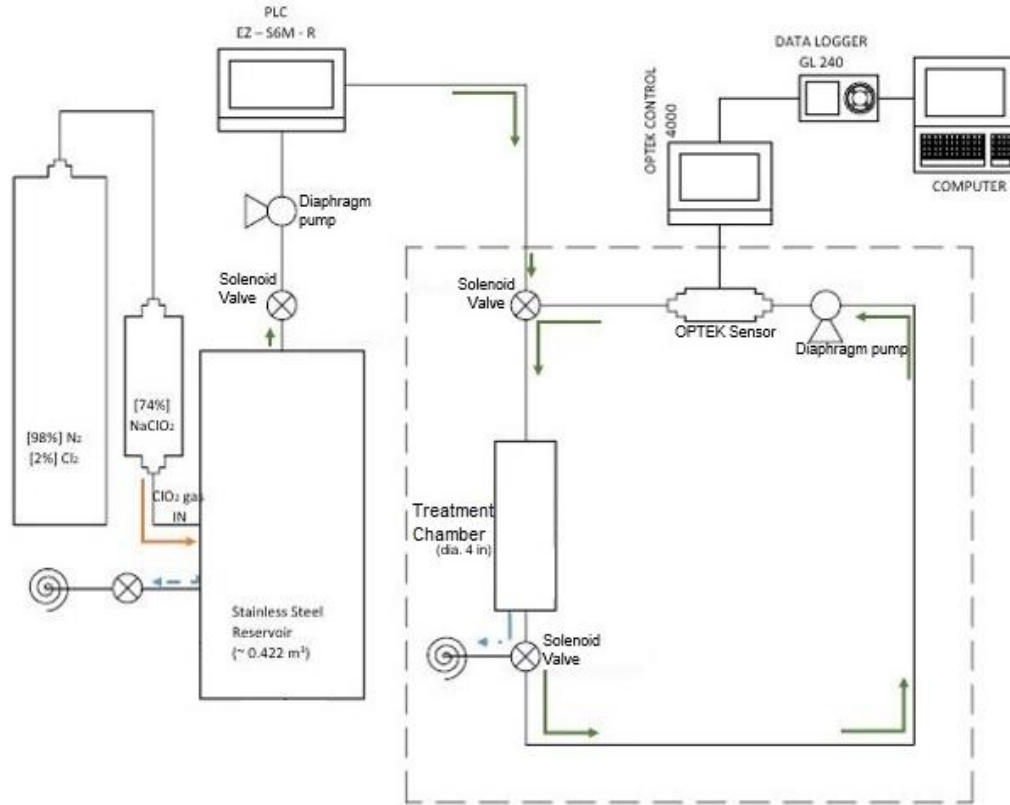 PLC
EZ – S6M - R
DATA LOGGER
GL 240
OPTEK CONTROL
4000
COMPUTER
Diaphragm
pump
Solenoid
Valve
Solenoid
Valve
OPTEK Sensor
Diaphragm pump
[74%]
NaClO₂
[98%] N₂
[2%] Cl₂
ClO₂ gas
IN
Treatment
Chamber
(dia. 4 in)
Stainless Steel
Reservoir
(~ 0.422 m³)
Solenoid
Valve